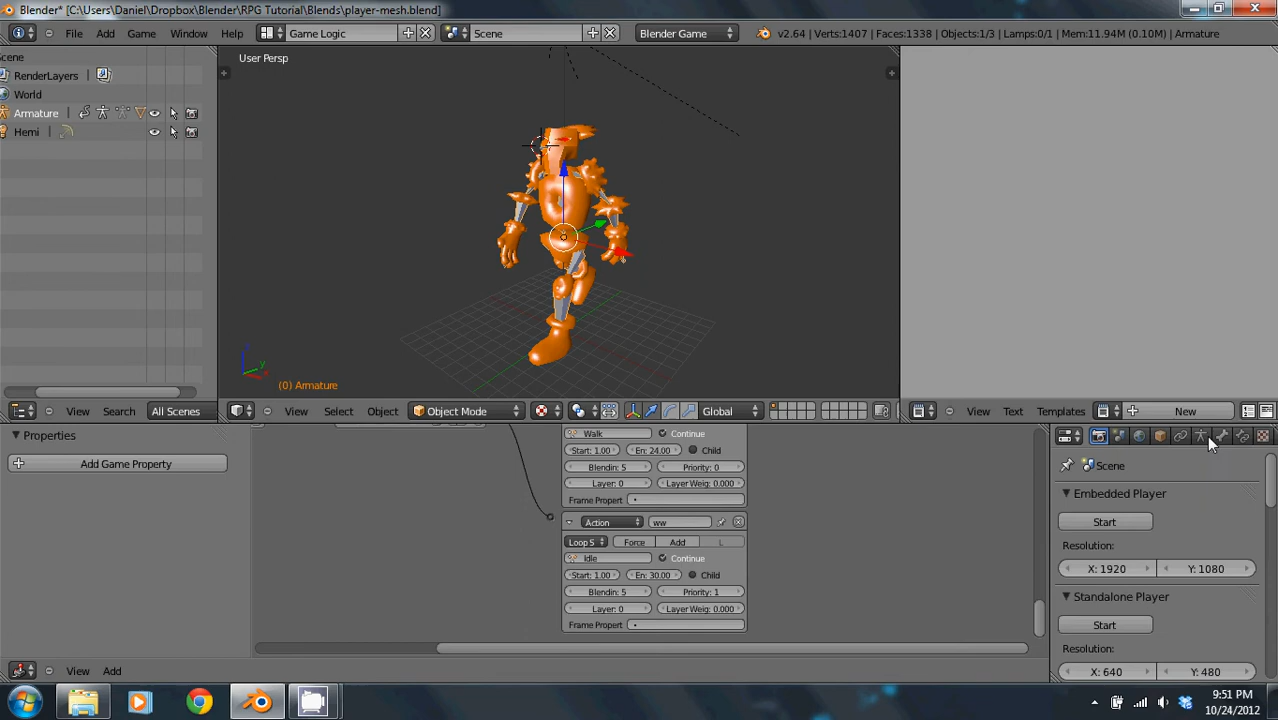 Blender* [C:\Users\Daniel\Dropbox\Blender\RPG Tutorial\Blends\player-mesh.blend]
File Add Game Window Help Game Logic Scene Blender Game v2.64 | Verts:1407 | Faces:1338 | Objects:1/3 | Lamps:0/1 | Mem:11.94M (0.10M) | Armature
cene
RenderLayers |
World
Armature |
Hemi |
User Persp
(0) Armature
View Search All Scenes
View Select Object Object Mode Global
View Text Templates New
Properties
Add Game Property
Walk Continue
Start: 1.00 En: 24.00 Child
Blendin: 5 Priority: 0
Layer: 0 Layer Weig: 0.000
Frame Propert
Action ww
Loop S Force Add L
Idle Continue
Start: 1.00 En: 30.00 Child
Blendin: 5 Priority: 1
Layer: 0 Layer Weig: 0.000
Frame Propert
Scene
Embedded Player
Start
Resolution:
X: 1920 Y: 1080
Standalone Player
Start
Resolution:
X: 640 Y: 480
View Add
9:51 PM
10/24/2012